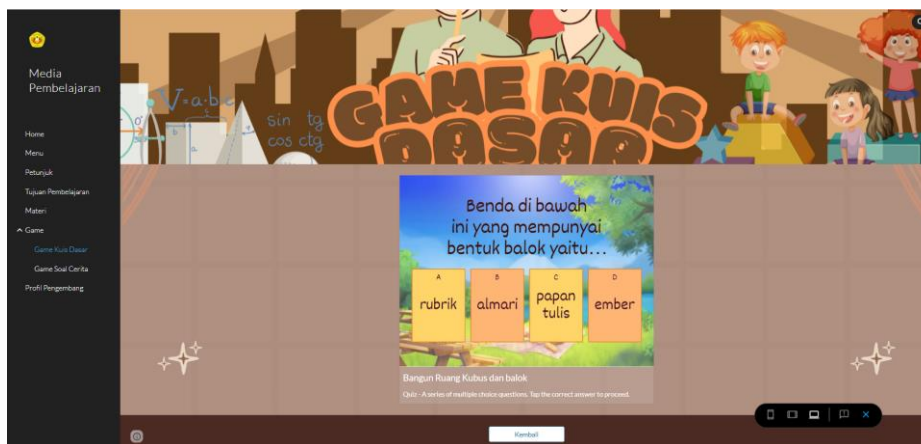 Media
Pembelajaran
Home
Menu
Petunjuk
Tujuan Pembelajaran
Materi
Game
Game Kuis Dasar
Game Soal Cerita
Profil Pengembang
V=a·b·c
sin tg
cos ctg
GAME KUIS
DASAR
Benda di bawah
ini yang mempunyai
bentuk balok yaitu...
A
rubrik
B
almari
C
papan
tulis
D
ember
Bangun Ruang Kubus dan balok
Quiz - A series of multiple choice questions. Tap the correct answer to proceed.
Kembali